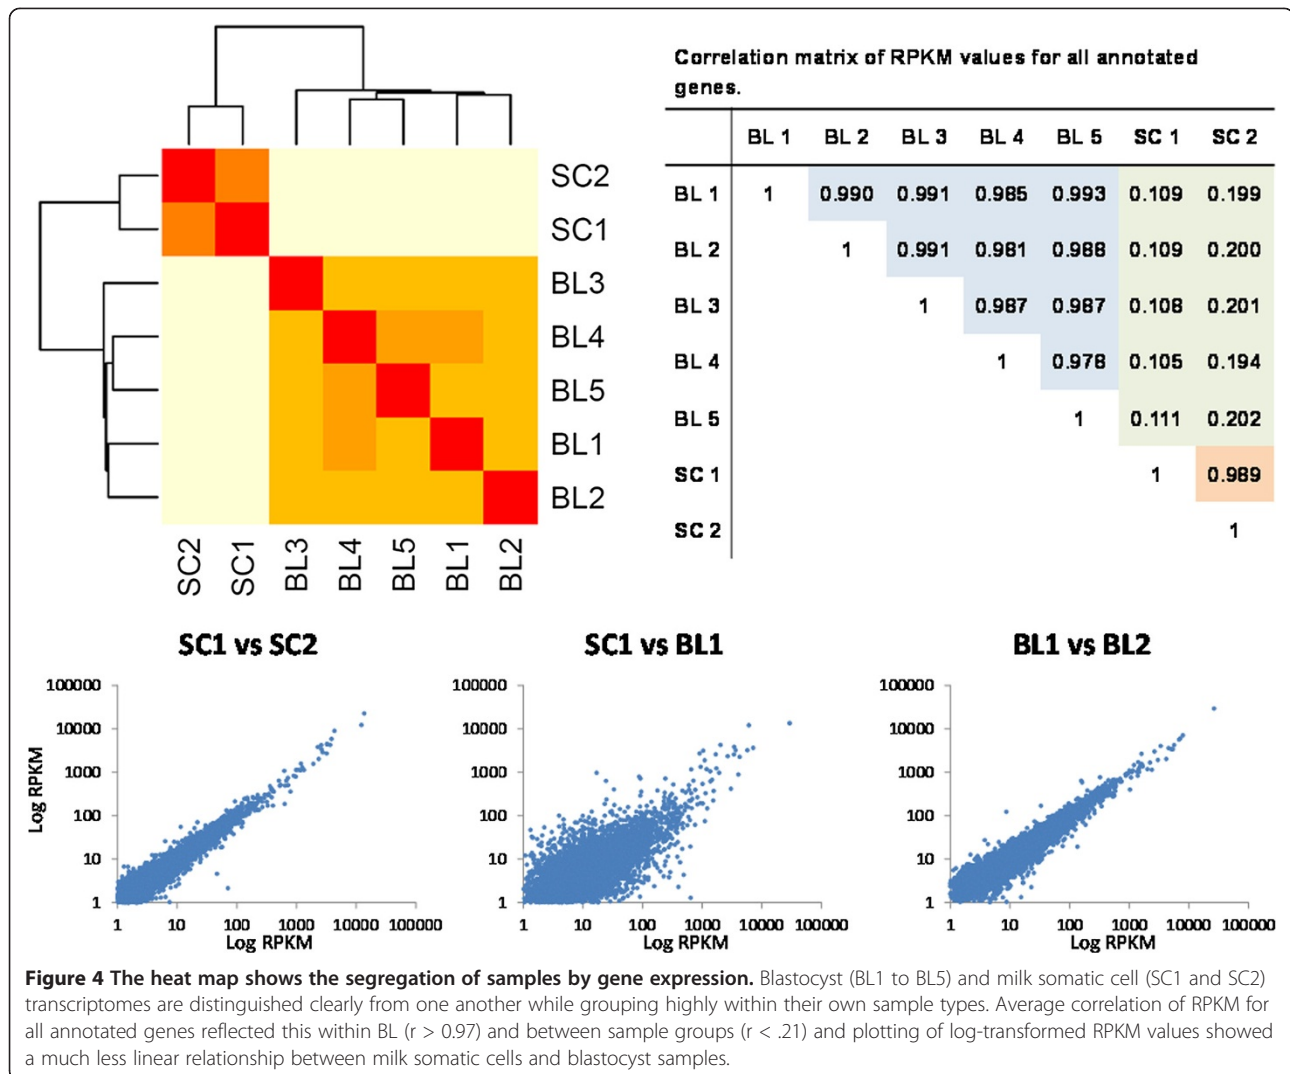 SC2
SC1
BL3
BL4
BL5
BL1
BL2
SC2 SC1 BL3 BL4 BL5 BL1 BL2
Correlation matrix of RPKM values for all annotated
genes.
BL 1 BL 2 BL 3 BL 4 BL 5 SC 1 SC 2
BL 1 1 0.990 0.991 0.985 0.993 0.109 0.199
BL 2 1 0.991 0.981 0.988 0.109 0.200
BL 3 1 0.987 0.987 0.108 0.201
BL 4 1 0.978 0.105 0.194
BL 5 1 0.111 0.202
SC 1 1 0.989
SC 2 1
SC1 vs SC2
Log RPKM
100000
10000
1000
100
10
1
1 10 100 1000 10000 100000
Log RPKM
SC1 vs BL1
100000
10000
1000
100
10
1
1 10 100 1000 10000 100000
Log RPKM
BL1 vs BL2
100000
10000
1000
100
10
1
1 10 100 1000 10000 100000
Log RPKM
Figure 4 The heat map shows the segregation of samples by gene expression. Blastocyst (BL1 to BL5) and milk somatic cell (SC1 and SC2)
transcriptomes are distinguished clearly from one another while grouping highly within their own sample types. Average correlation of RPKM for
all annotated genes reflected this within BL (r > 0.97) and between sample groups (r < .21) and plotting of log-transformed RPKM values showed
a much less linear relationship between milk somatic cells and blastocyst samples.